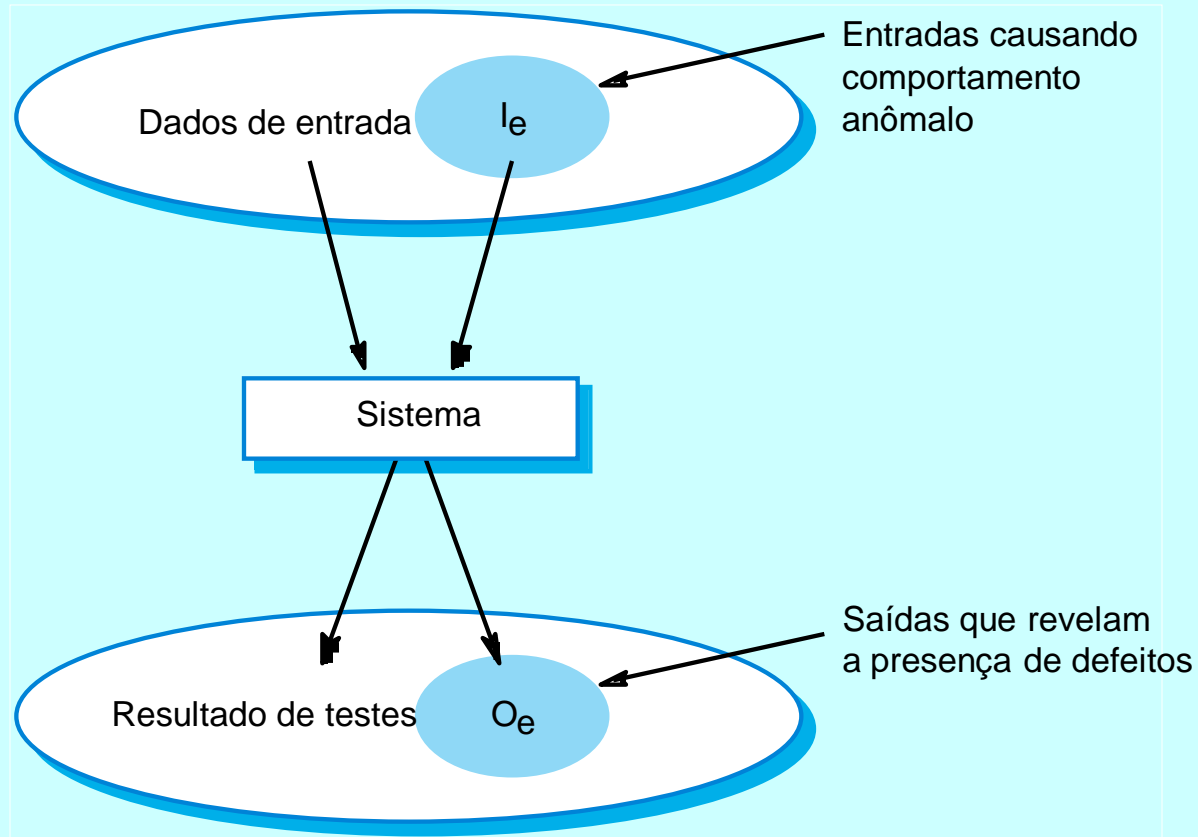 Entradas causando
comportamento
anômalo
Dados de entrada
Ie
Sistema
Saídas que revelam
a presença de defeitos
Resultado de testes
Oe